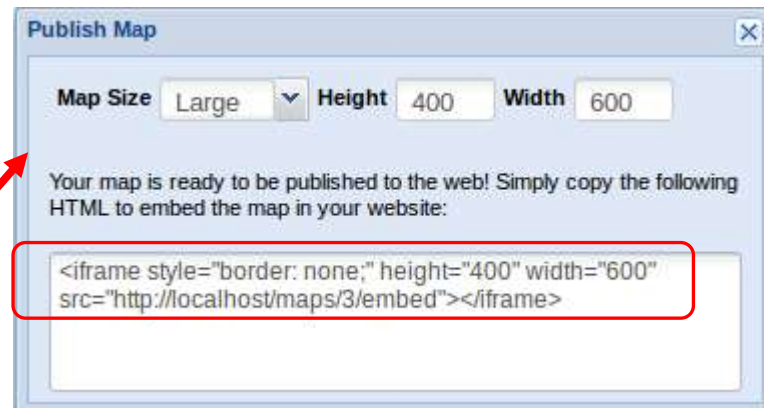 Publish Map
Map Size Large Height 400 Width 600
Your map is ready to be published to the web! Simply copy the following
HTML to embed the map in your website:
<iframe style="border: none;" height="400" width="600"
src="http://localhost/maps/3/embed"></iframe>